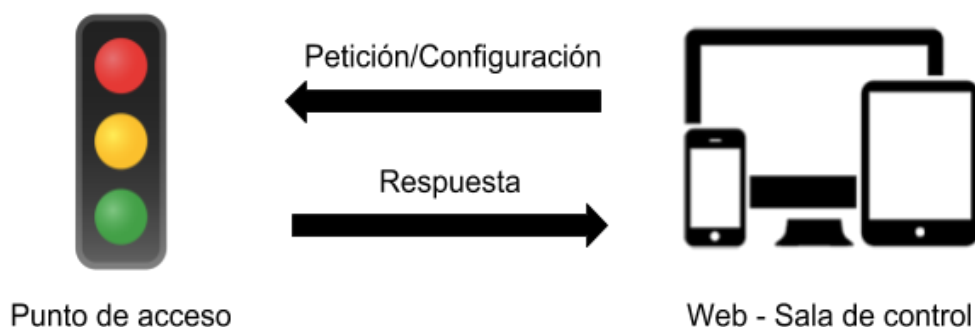 Petición/Configuración
Respuesta
Punto de acceso
Web - Sala de control